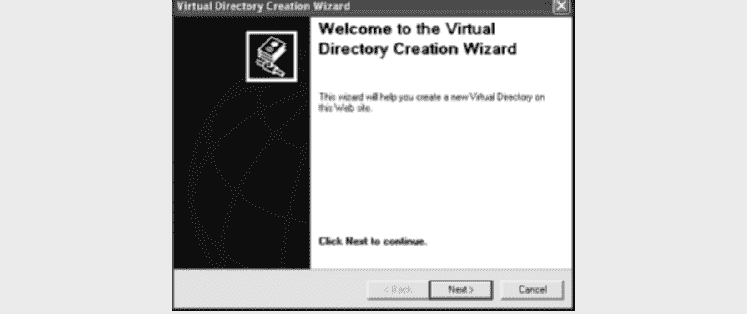 Virtual Directory Creation Wizard
Welcome to the Virtual
Directory Creation Wizard
This wizard will help you create a new Virtual Directory on
this Web site.
Click Next to continue.
< Back
Next >
Cancel